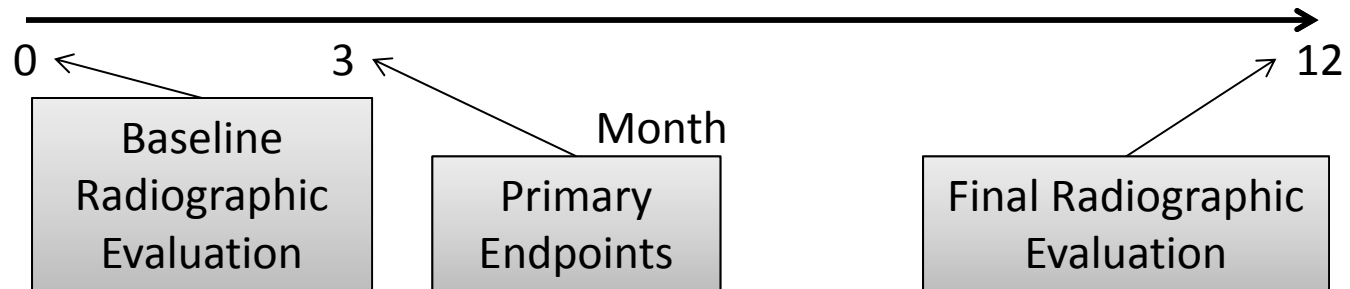 0
3
12
Month
Baseline
Radiographic
Evaluation
Primary
Endpoints
Final Radiographic
Evaluation